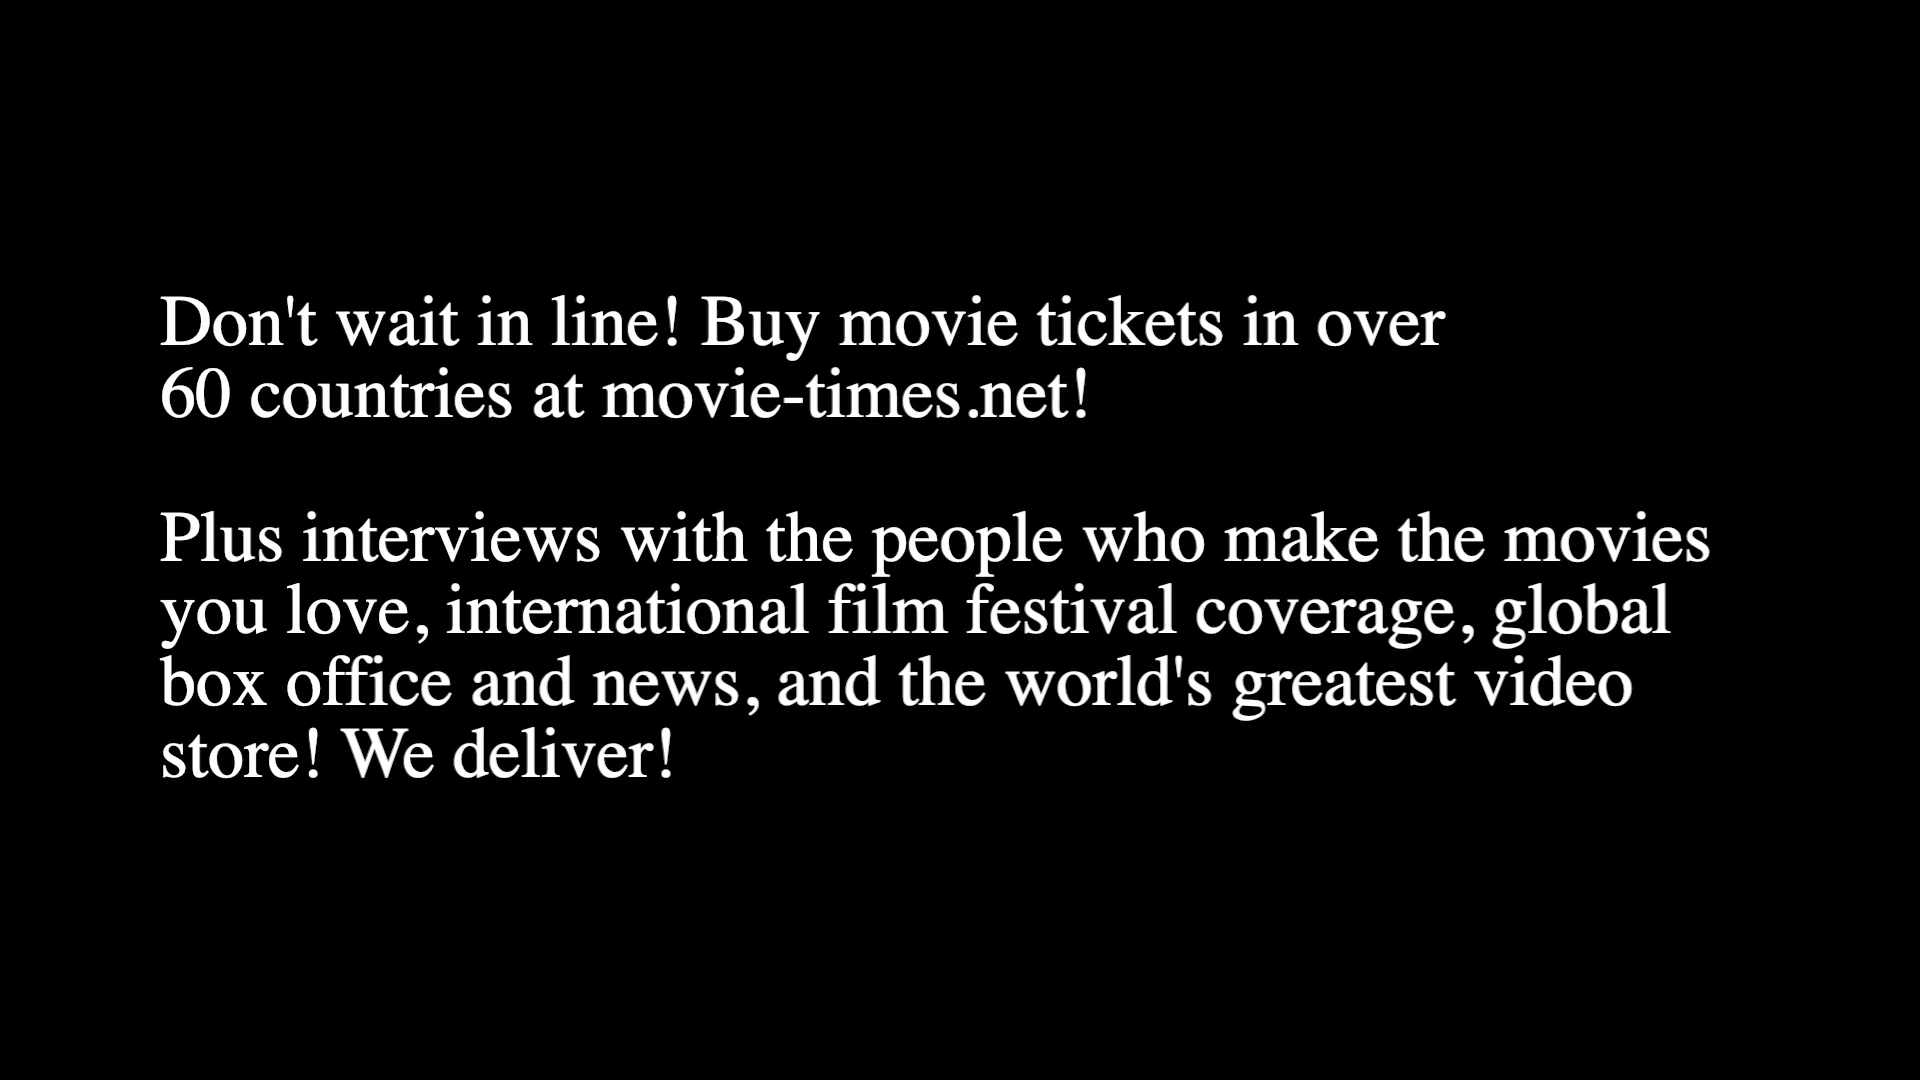 Don't wait in line! Buy movie tickets in over
60 countries at movie-times.net!
Plus interviews with the people who make the movies
you love, international film festival coverage, global
box office and news, and the world's greatest video
store! We deliver!